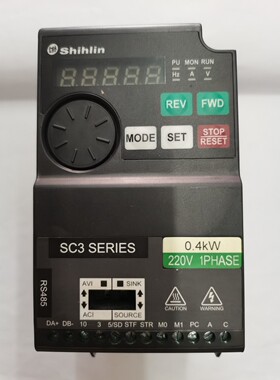 Shihlin
PU MON RUN
Hz A V
REV FWD
MODE SET STOP RESET
SC3 SERIES
0.4kW
220V 1PHASE
RS485
AVI SINK
ACI SOURCE
CAUTION WARNING
DA+ DB- 10 3 5/SD STF STR M0 M1 PC A C